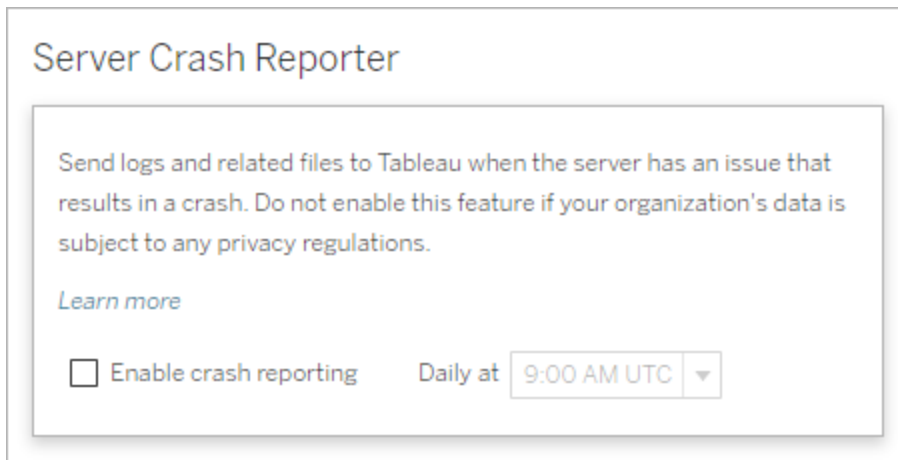 Server Crash Reporter
Send logs and related files to Tableau when the server has an issue that
results in a crash. Do not enable this feature if your organization's data is
subject to any privacy regulations.
Learn more
Enable crash reporting Daily at 9:00 AM UTC